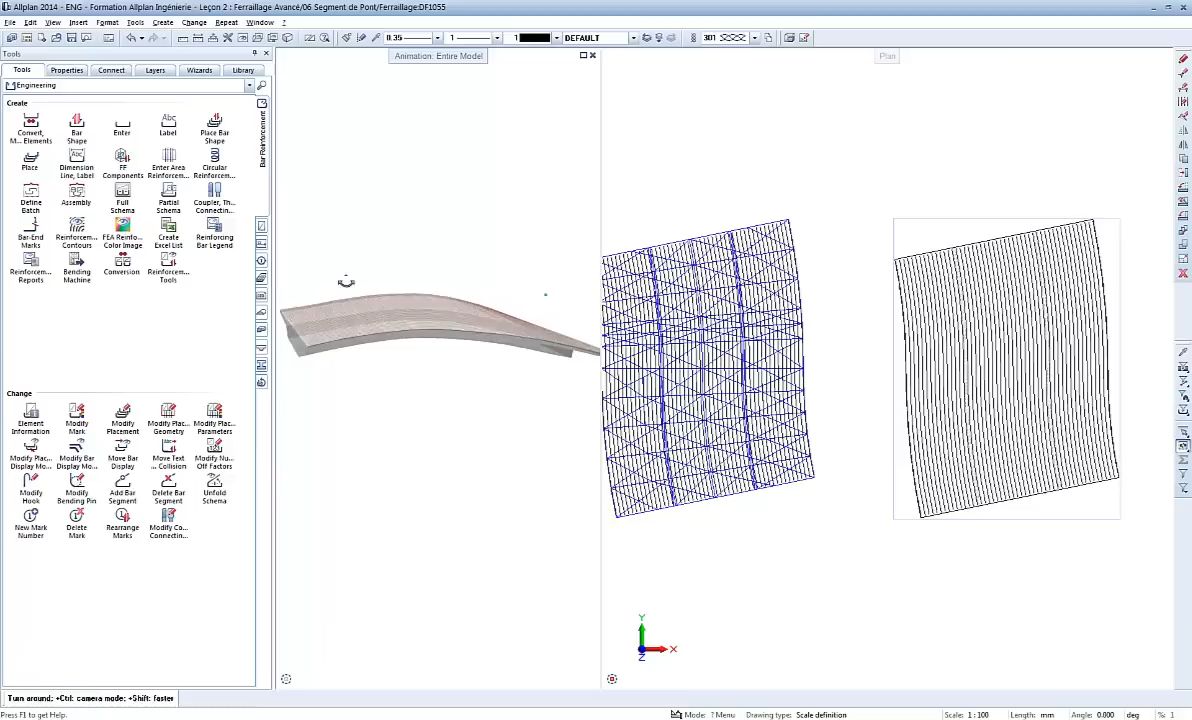 Allplan 2014 - ENG - Formation Allplan Ingénierie - Leçon 2 : Ferraillage Avancé/06 Segment de Pont/Ferraillage:DF1055
File Edit View Insert Format Tools Create Change Repeat Window ?
0.35 1 1 DEFAULT 301
Tools
Tools Properties Connect Layers Wizards Library
Engineering
Create
Convert, M... Elements
Bar Shape
Enter
Label
Place Bar Shape
Place
Dimension Line, Label
FF Components
Enter Area Reinforcem...
Circular Reinforcem...
Define Batch
Assembly
Full Schema
Partial Schema
Coupler, Th... Connectin...
Bar-End Marks
Reinforcem... Contours
FEA Reinfo... Color Image
Create Excel List
Reinforcing Bar Legend
Reinforcem... Reports
Bending Machine
Conversion
Reinforcem... Tools
Bar Reinforcement
Change
Element Information
Modify Mark
Modify Placement
Modify Plac... Geometry
Modify Plac... Parameters
Modify Plac... Display Mo...
Modify Bar Display Mo...
Move Bar Display
Move Text ... Collision
Modify Nu... Off Factors
Modify Hook
Modify Bending Pin
Add Bar Segment
Delete Bar Segment
Unfold Schema
New Mark Number
Delete Mark
Rearrange Marks
Modify Co... Connectin...
Animation: Entire Model
Plan
Y
X
Z
Turn around; +Ctrl: camera mode; +Shift: faster
Press F1 to get Help.
Mode: ? Menu Drawing type: Scale definition Scale: 1 : 100 Length: mm Angle: 0.000 deg %: 1